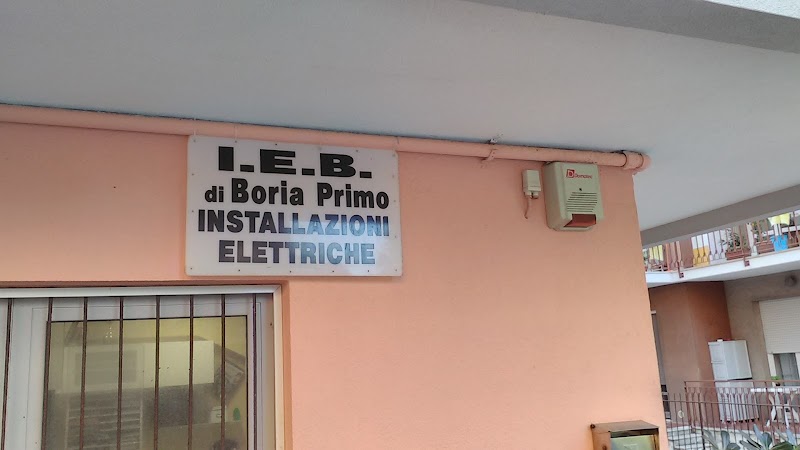 I.E.B.
di Boria Primo
INSTALLAZIONI
ELETTRICHE